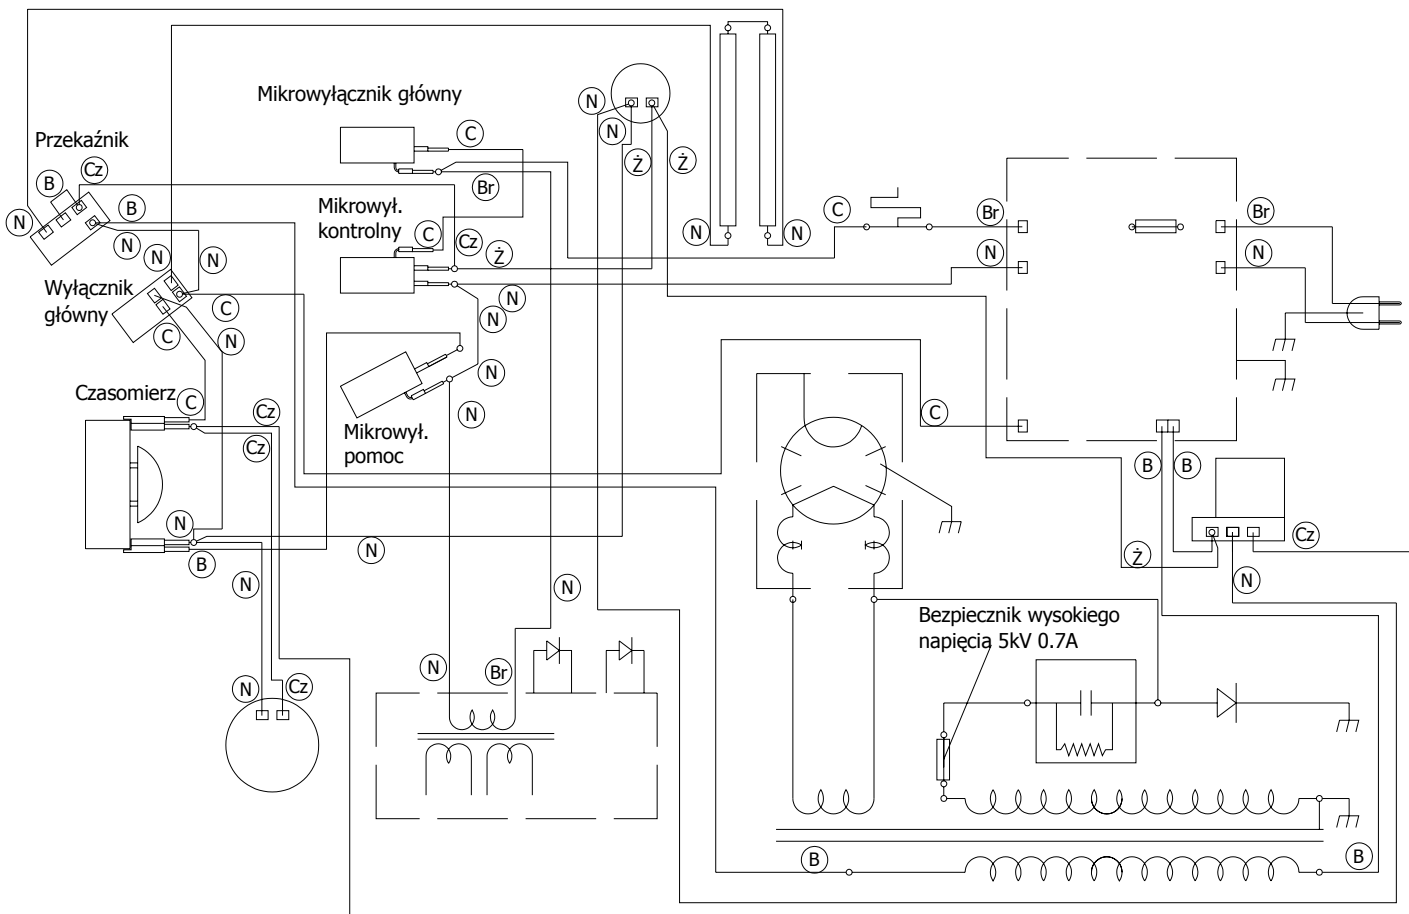 Mikrowyłącznik główny
N
N
C
Przekaźnik
Cz
B
Br
Ż
Ż
N
B
Mikrowył.
kontrolny
C
C
Br
Br
N
N
N
N
N
Cz
Ż
N
N
N
Wyłącznik
główny
C
N
N
C
N
Czasomierz
C
Cz
N
N
C
Cz
Mikrowył.
pomoc
B
B
N
N
B
Cz
Ż
N
N
N
Bezpiecznik wysokiego
napięcia 5kV 0.7A
N
Br
N
Cz
B
B